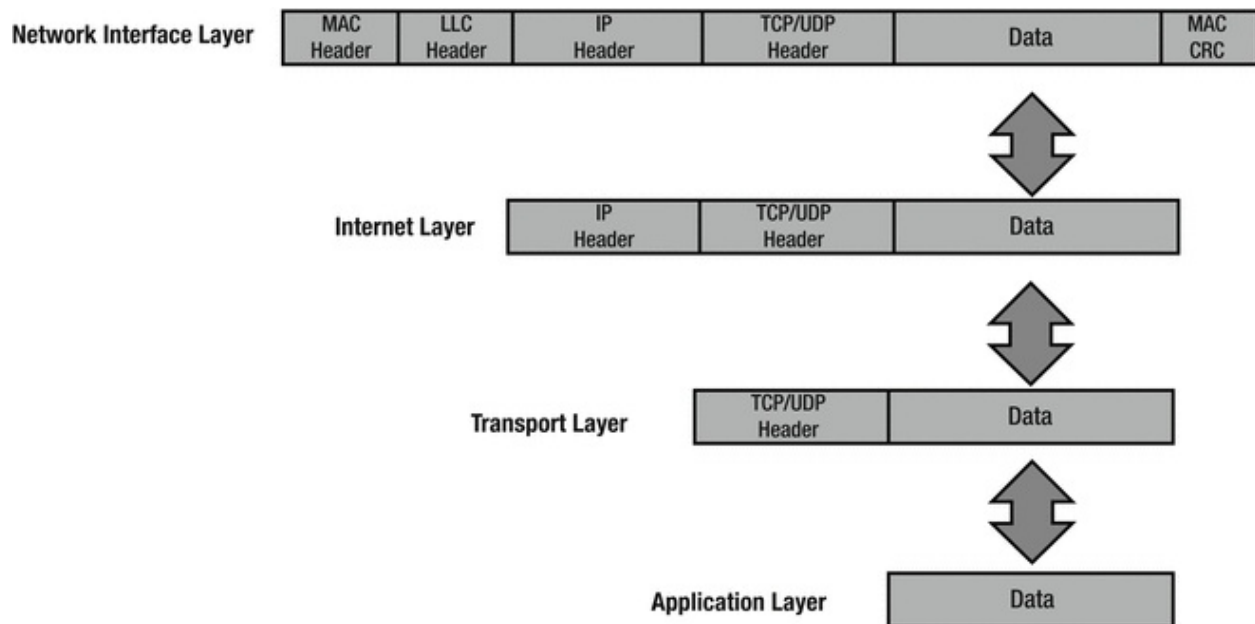 Network Interface Layer
MAC
Header
LLC
Header
IP
Header
TCP/UDP
Header
Data
MAC
CRC
Internet Layer
IP
Header
TCP/UDP
Header
Data
Transport Layer
TCP/UDP
Header
Data
Application Layer
Data